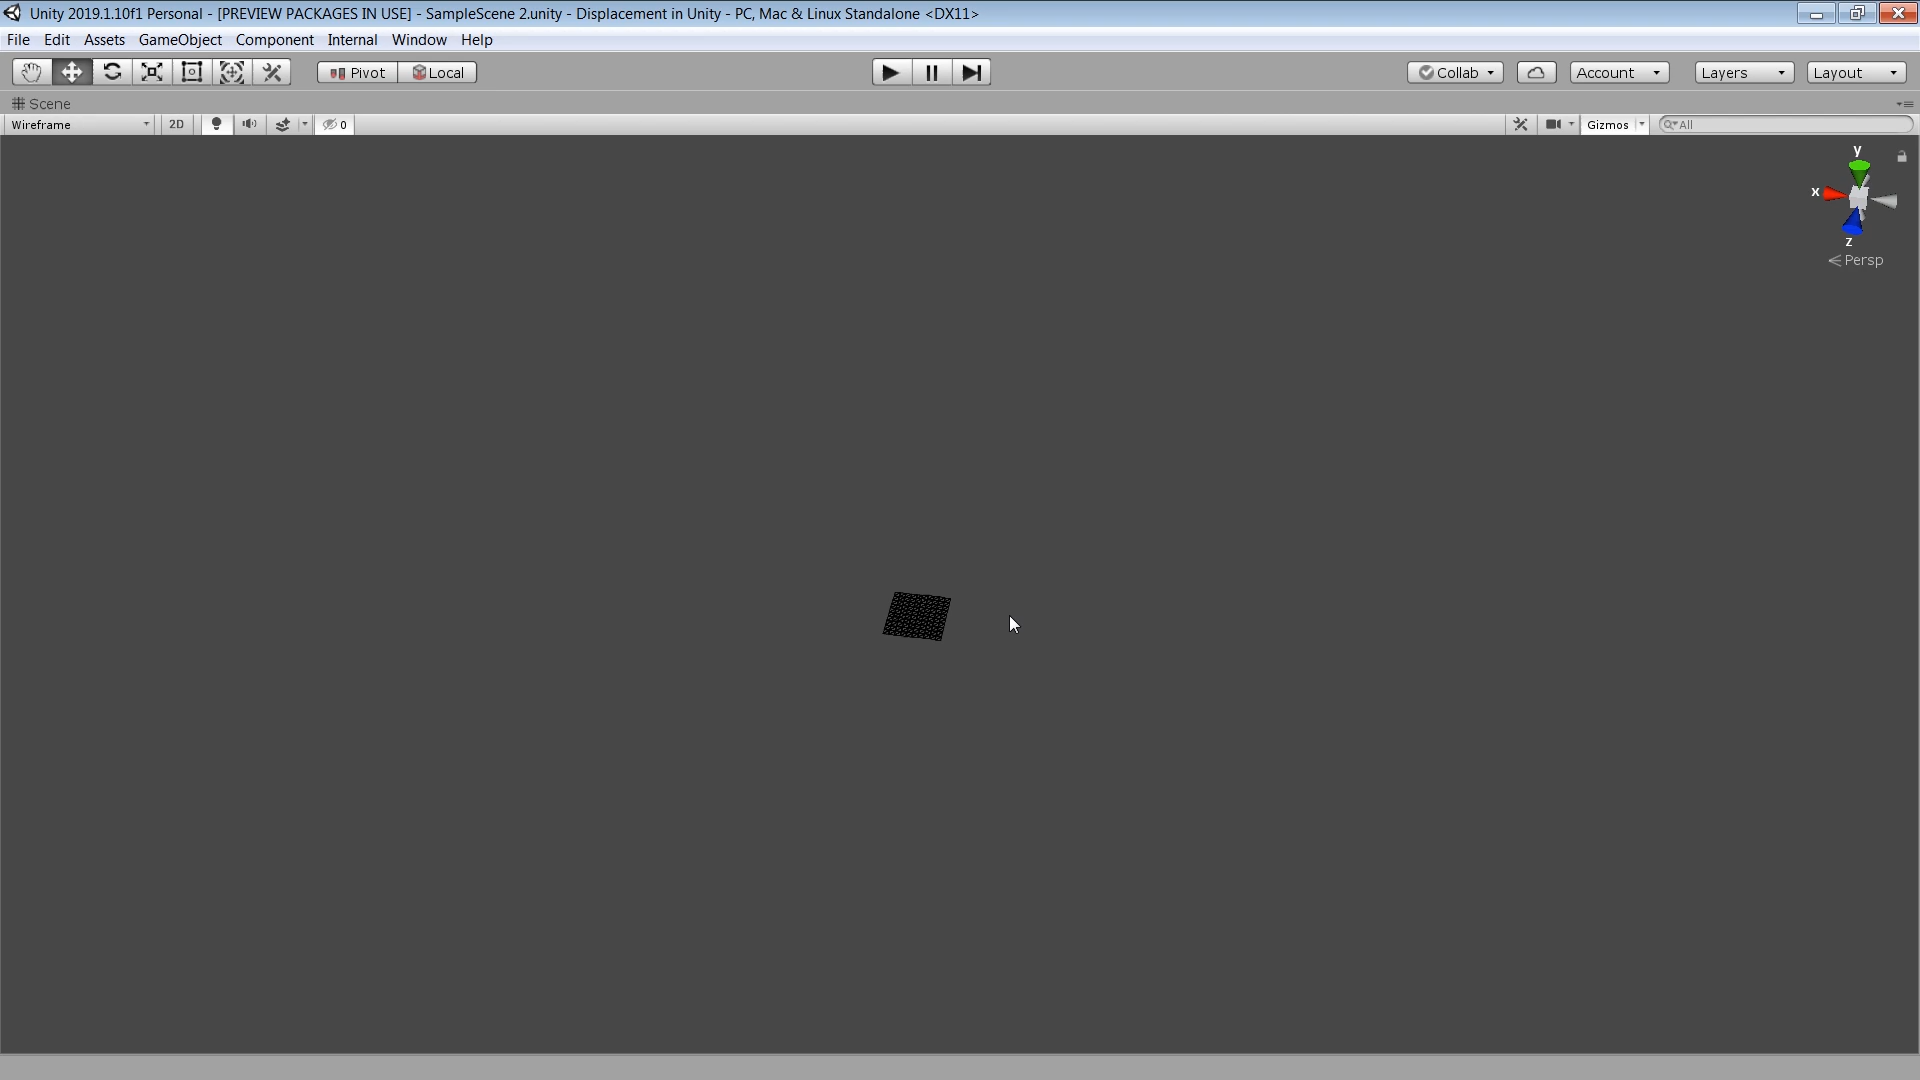 Unity 2019.1.10f1 Personal - [PREVIEW PACKAGES IN USE] - SampleScene 2.unity - Displacement in Unity - PC, Mac & Linux Standalone <DX11>
File Edit Assets GameObject Component Internal Window Help
Pivot Local Collab Account Layers Layout
Scene
Wireframe 2D 0 Gizmos All
y
x
z
Persp